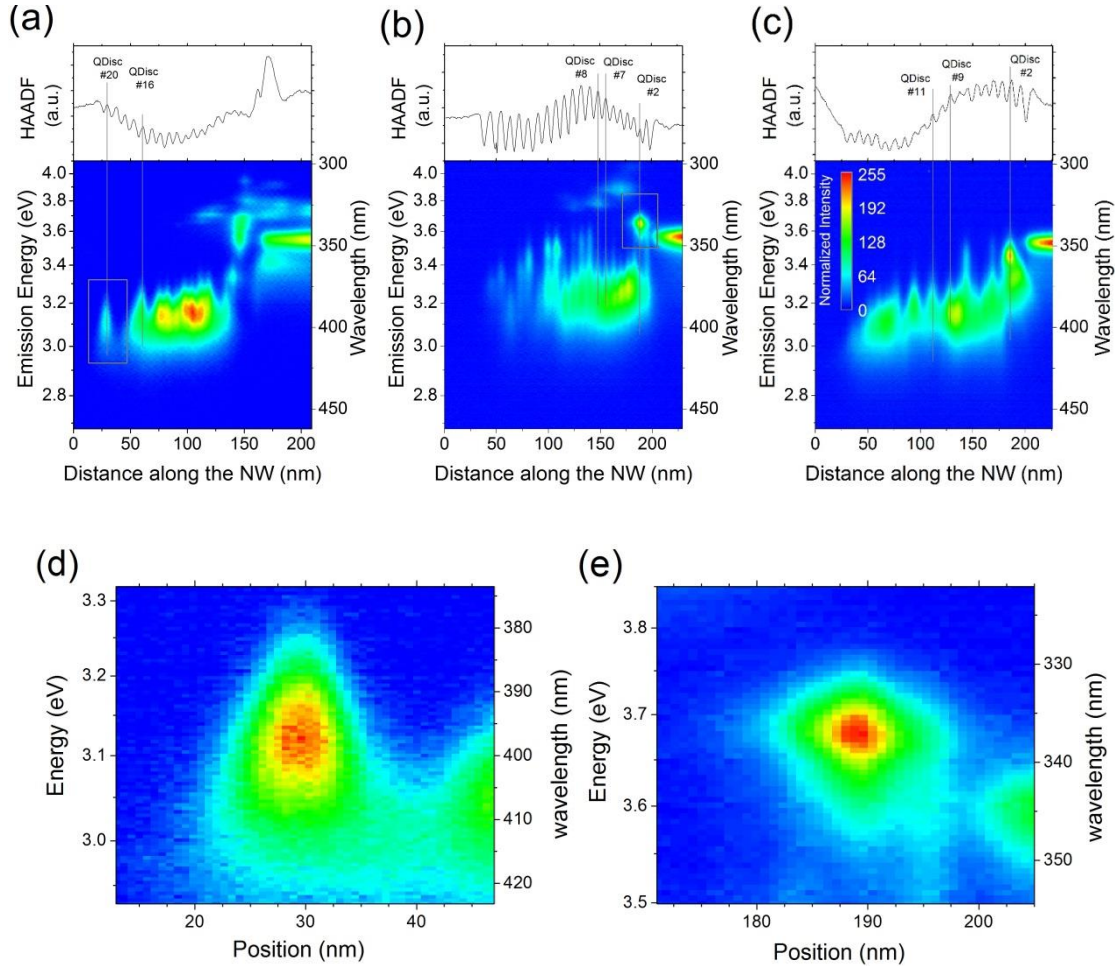 (a)
QDisc
#20
QDisc
#16
HAADF
(a.u.)
4.0
3.8
3.6
3.4
3.2
3.0
2.8
Emission Energy (eV)
300
350
400
450
Wavelength (nm)
0 50 100 150 200
Distance along the NW (nm)
(b)
QDisc
#8
QDisc
#7
QDisc
#2
HAADF
(a.u.)
4.0
3.8
3.6
3.4
3.2
3.0
2.8
Emission Energy (eV)
300
350
400
450
Wavelength (nm)
0 50 100 150 200
Distance along the NW (nm)
(c)
QDisc
#11
QDisc
#9
QDisc
#2
HAADF
(a.u.)
4.0
3.8
3.6
3.4
3.2
3.0
2.8
Emission Energy (eV)
Normalized Intensity
255
192
128
64
0
300
350
400
450
Wavelength (nm)
0 50 100 150 200
Distance along the NW (nm)
(d)
3.3
3.2
3.1
3.0
Energy (eV)
380
390
400
410
420
wavelength (nm)
20 30 40
Position (nm)
(e)
3.8
3.7
3.6
3.5
Energy (eV)
330
340
350
wavelength (nm)
180 190 200
Position (nm)